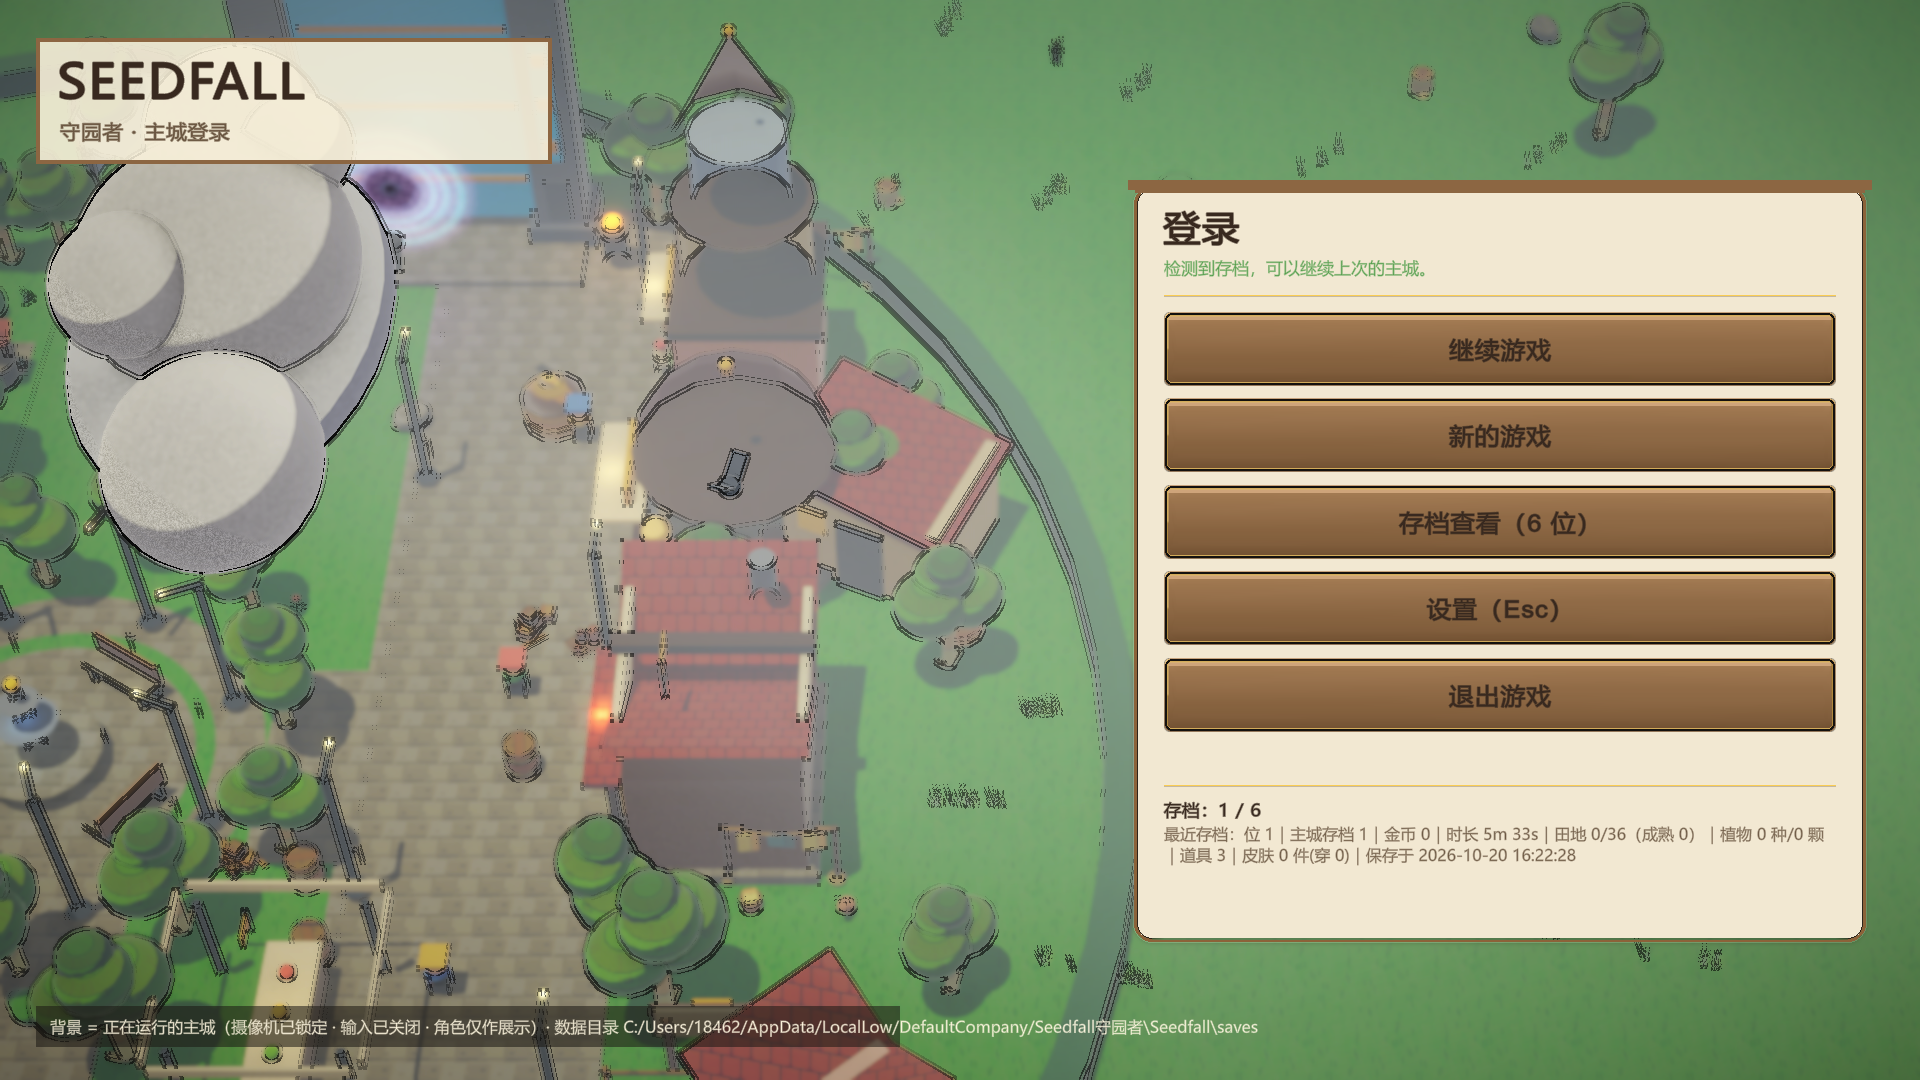 SEEDFALL
守园者 · 主城登录
登录
检测到存档，可以继续上次的主城。
继续游戏
新的游戏
存档查看（6 位）
设置（Esc）
退出游戏
存档：1 / 6
最近存档：位 1 | 主城存档 1 | 金币 0 | 时长 5m 33s | 田地 0/36（成熟 0） | 植物 0 种/0 颗
| 道具 3 | 皮肤 0 件(穿 0) | 保存于 2026-10-20 16:22:28
背景 = 正在运行的主城（摄像机已锁定 · 输入已关闭 · 角色仅作展示） · 数据目录 C:/Users/18462/AppData/LocalLow/DefaultCompany/Seedfall守园者\Seedfall\saves